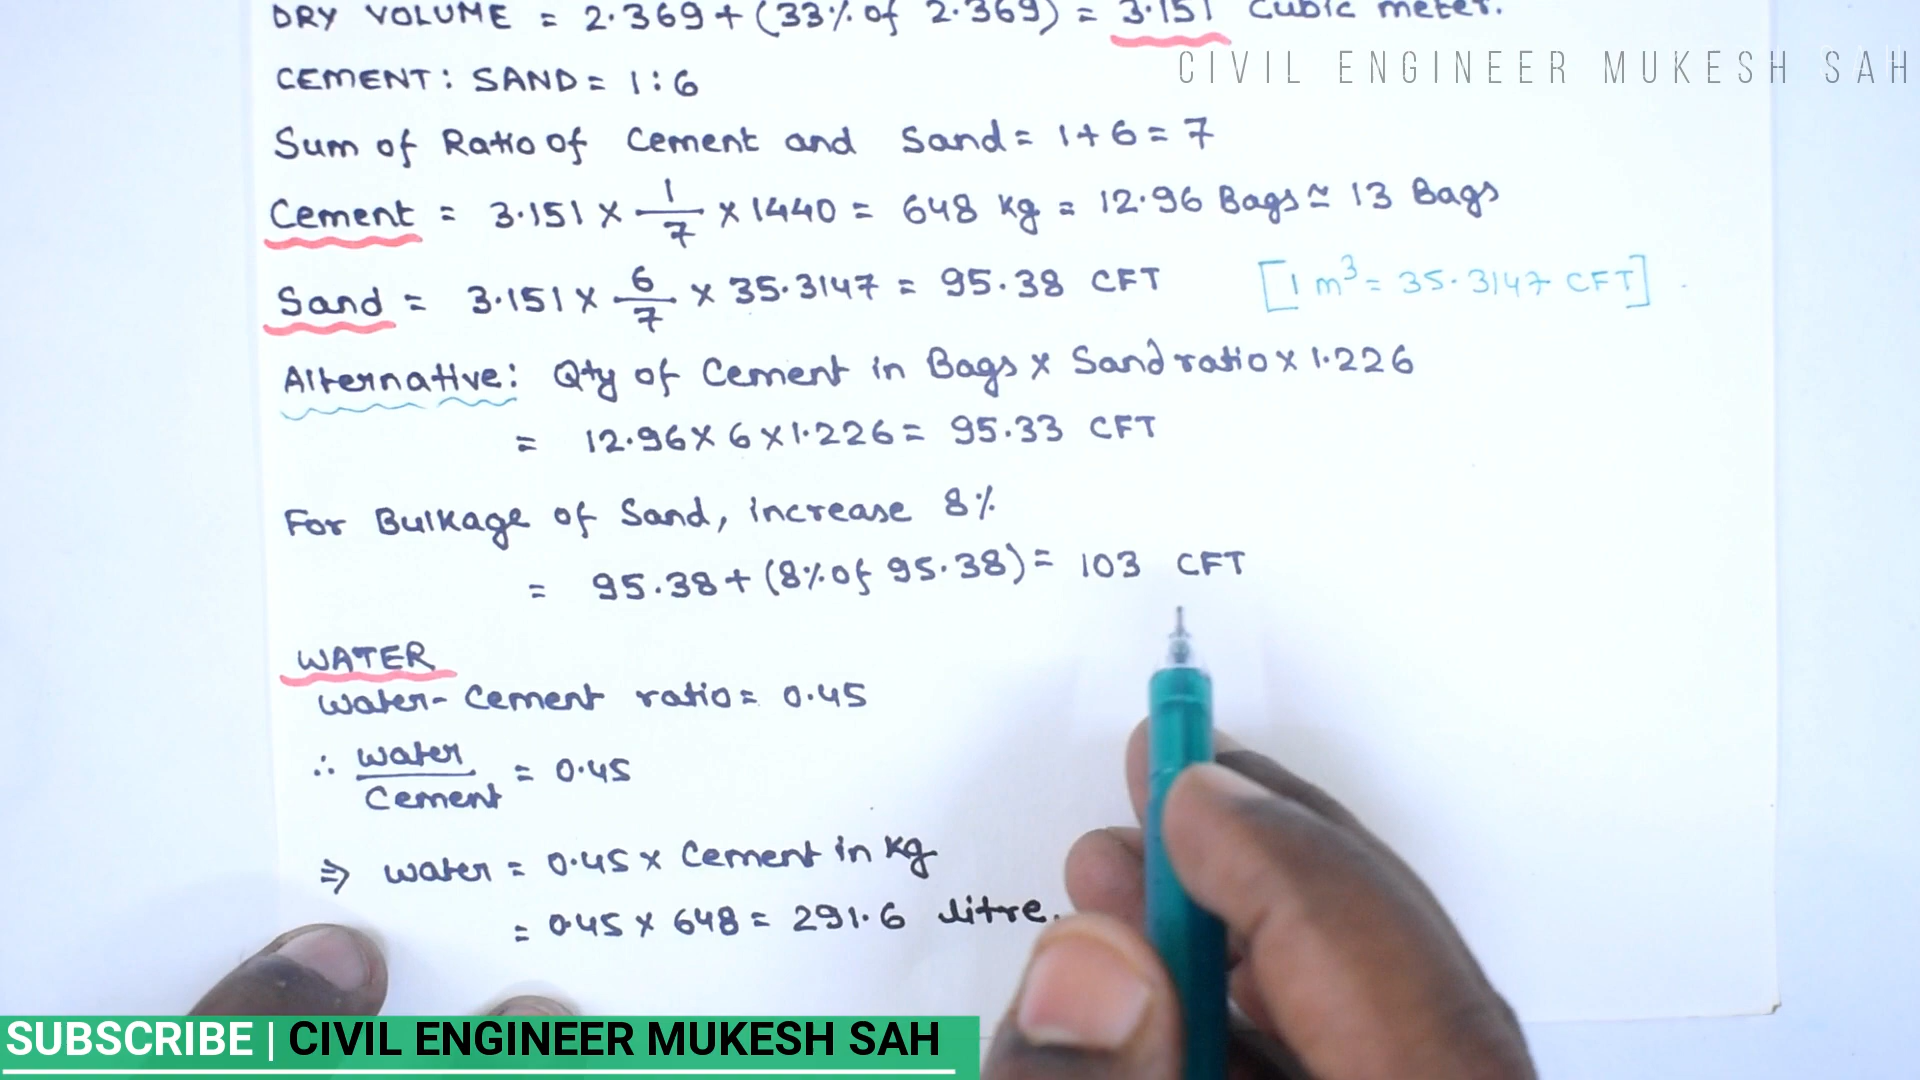 DRY VOLUME = 2.369 + (33% of 2.369) = 3.151 Cubic meter.
CIVIL ENGINEER MUKESH SAH
CEMENT : SAND = 1:6
Sum of Ratio of Cement and Sand = 1+6 = 7
Cement = 3.151 × 1/7 × 1440 = 648 kg = 12.96 Bags ≃ 13 Bags
Sand = 3.151 × 6/7 × 35.3147 = 95.38 CFT [1 m³ = 35.3147 CFT]
Alternative: Qty of Cement in Bags × Sand ratio × 1.226
= 12.96 × 6 × 1.226 = 95.33 CFT
For Bulkage of Sand, increase 8%
= 95.38 + (8% of 95.38) = 103 CFT
WATER
Water-Cement ratio = 0.45
∴ Water/Cement = 0.45
⇒ Water = 0.45 × Cement in Kg
= 0.45 × 648 = 291.6 litre.
SUBSCRIBE | CIVIL ENGINEER MUKESH SAH